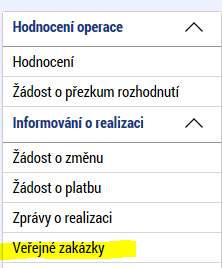 Hodnocení operace
Hodnocení
Žádost o přezkum rozhodnutí
Informování o realizaci
Žádost o změnu
Žádost o platbu
Zprávy o realizaci
Veřejné zakázky